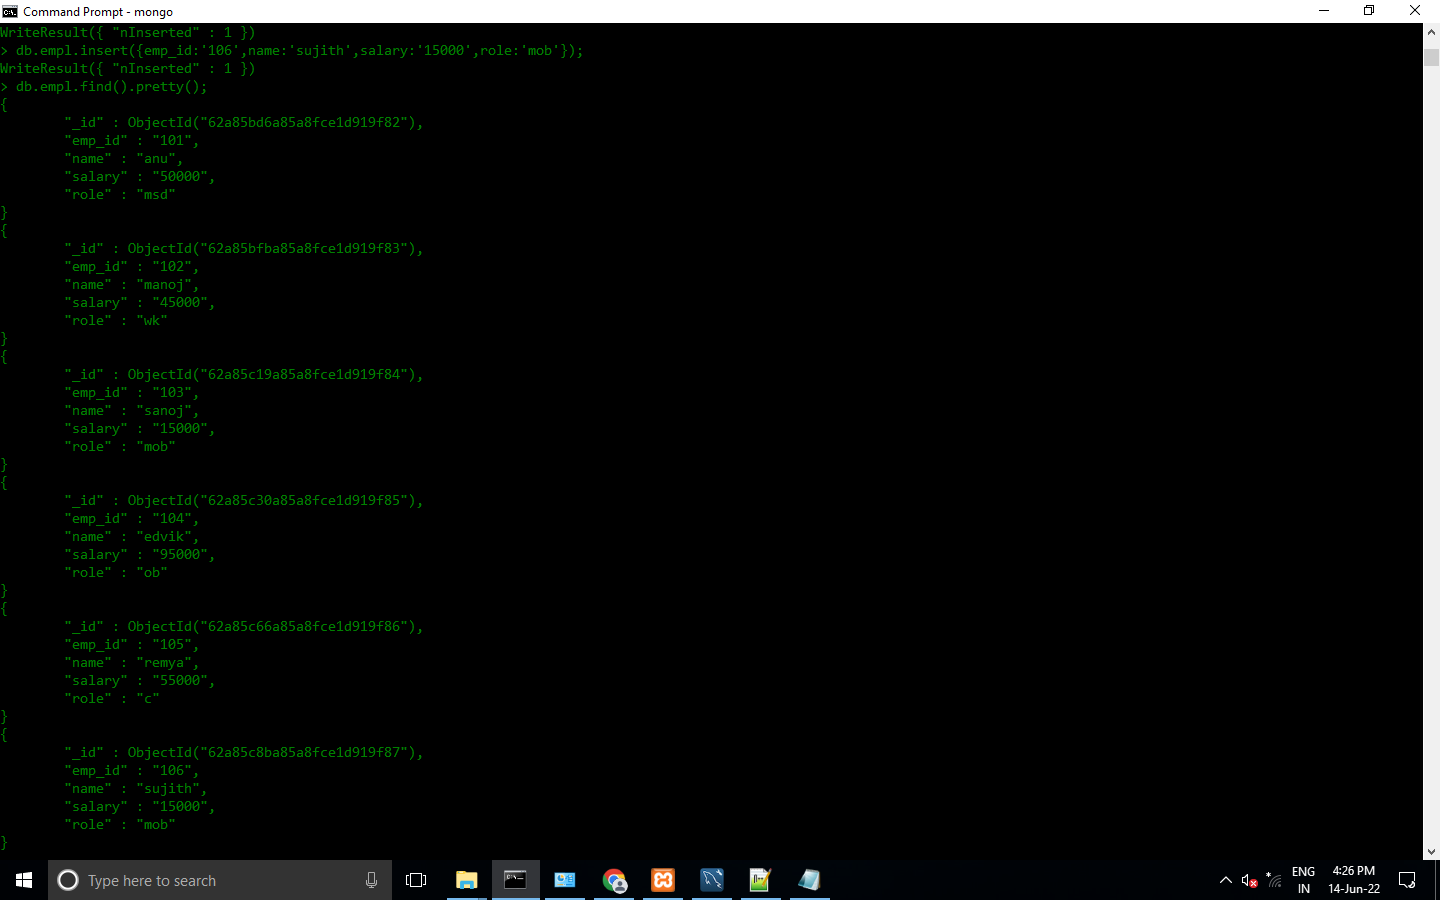 Command Prompt - mongo
WriteResult({ "nInserted" : 1 })
> db.empl.insert({emp_id:'106',name:'sujith',salary:'15000',role:'mob'});
WriteResult({ "nInserted" : 1 })
> db.empl.find().pretty();
{
"_id" : ObjectId("62a85bd6a85a8fce1d919f82"),
"emp_id" : "101",
"name" : "anu",
"salary" : "50000",
"role" : "msd"
}
{
"_id" : ObjectId("62a85bfba85a8fce1d919f83"),
"emp_id" : "102",
"name" : "manoj",
"salary" : "45000",
"role" : "wk"
}
{
"_id" : ObjectId("62a85c19a85a8fce1d919f84"),
"emp_id" : "103",
"name" : "sanoj",
"salary" : "15000",
"role" : "mob"
}
{
"_id" : ObjectId("62a85c30a85a8fce1d919f85"),
"emp_id" : "104",
"name" : "edvik",
"salary" : "95000",
"role" : "ob"
}
{
"_id" : ObjectId("62a85c66a85a8fce1d919f86"),
"emp_id" : "105",
"name" : "remya",
"salary" : "55000",
"role" : "c"
}
{
"_id" : ObjectId("62a85c8ba85a8fce1d919f87"),
"emp_id" : "106",
"name" : "sujith",
"salary" : "15000",
"role" : "mob"
}
Type here to search
ENG
IN
4:26 PM
14-Jun-22